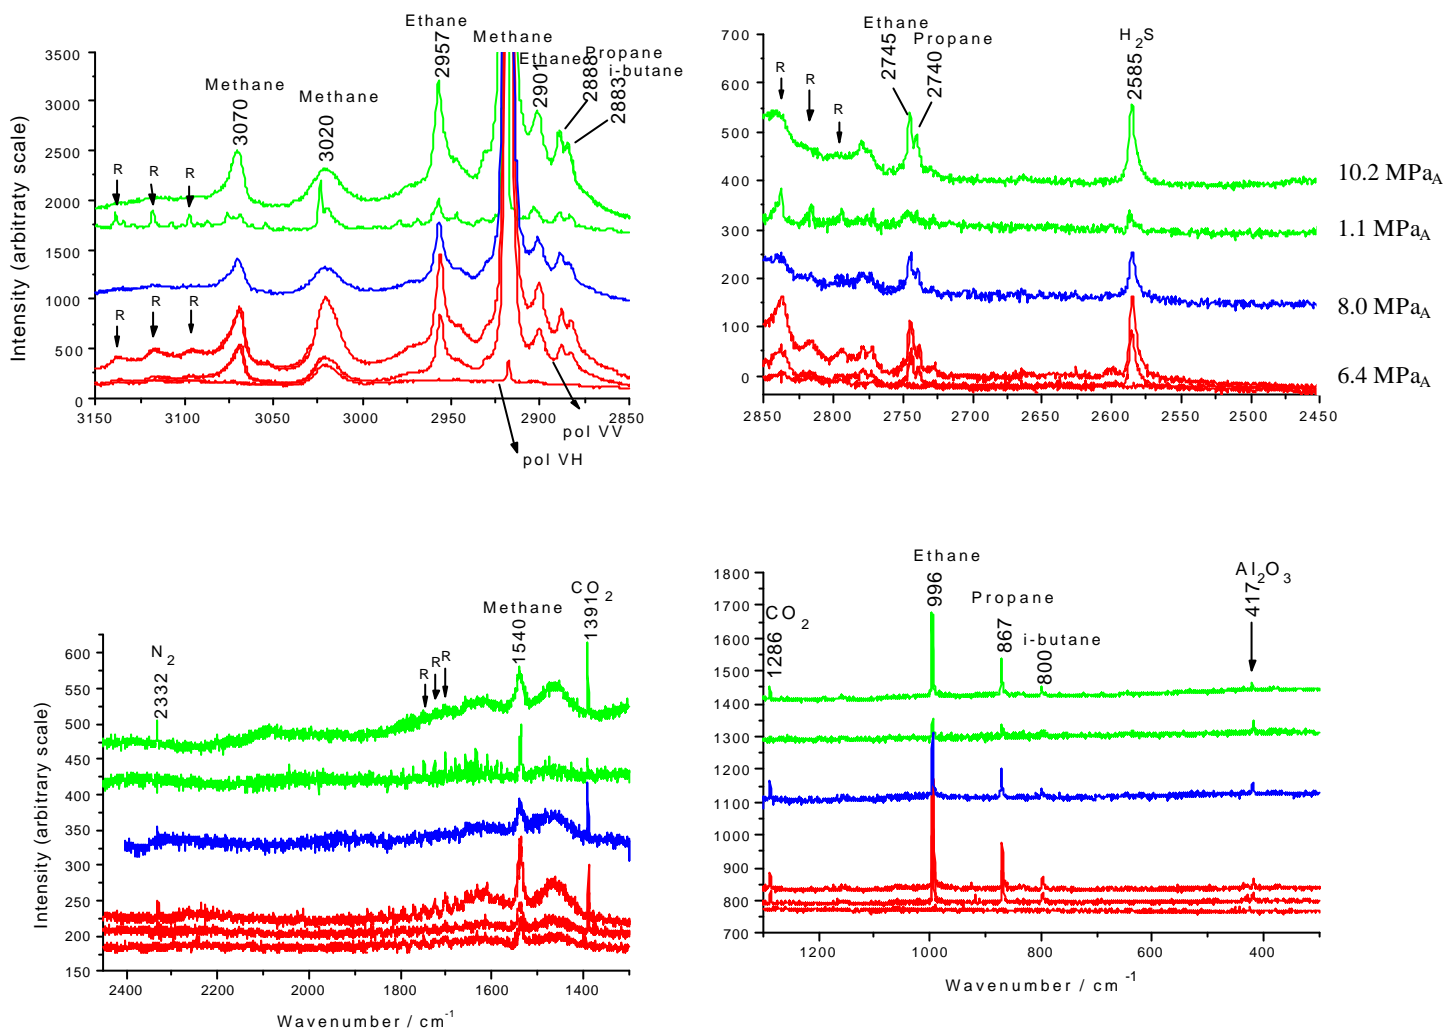 Ethane
Methane
Ethane
Propane
i-butane
2957
2901
2888
2883
Methane
Methane
3070
3020
R
R
R
R
R
R
Intensity (arbitraty scale)
3500
3000
2500
2000
1500
1000
500
0
3150
3100
3050
3000
2950
2900
2850
pol VV
pol VH
Ethane
Propane
H2S
2745
2740
2585
R
R
R
700
600
500
400
300
200
100
0
2850
2800
2750
2700
2650
2600
2550
2500
2450
10.2 MPaA
1.1 MPaA
8.0 MPaA
6.4 MPaA
N2
2332
Methane
1540
CO2
1391
R
R
R
Intensity (arbitrary scale)
600
550
500
450
400
350
300
250
200
150
2400
2200
2000
1800
1600
1400
Wavenumber / cm-1
Ethane
996
CO2
1286
Propane
867
i-butane
800
Al2O3
417
1800
1700
1600
1500
1400
1300
1200
1100
1000
900
800
700
1200
1000
800
600
400
Wavenumber / cm-1